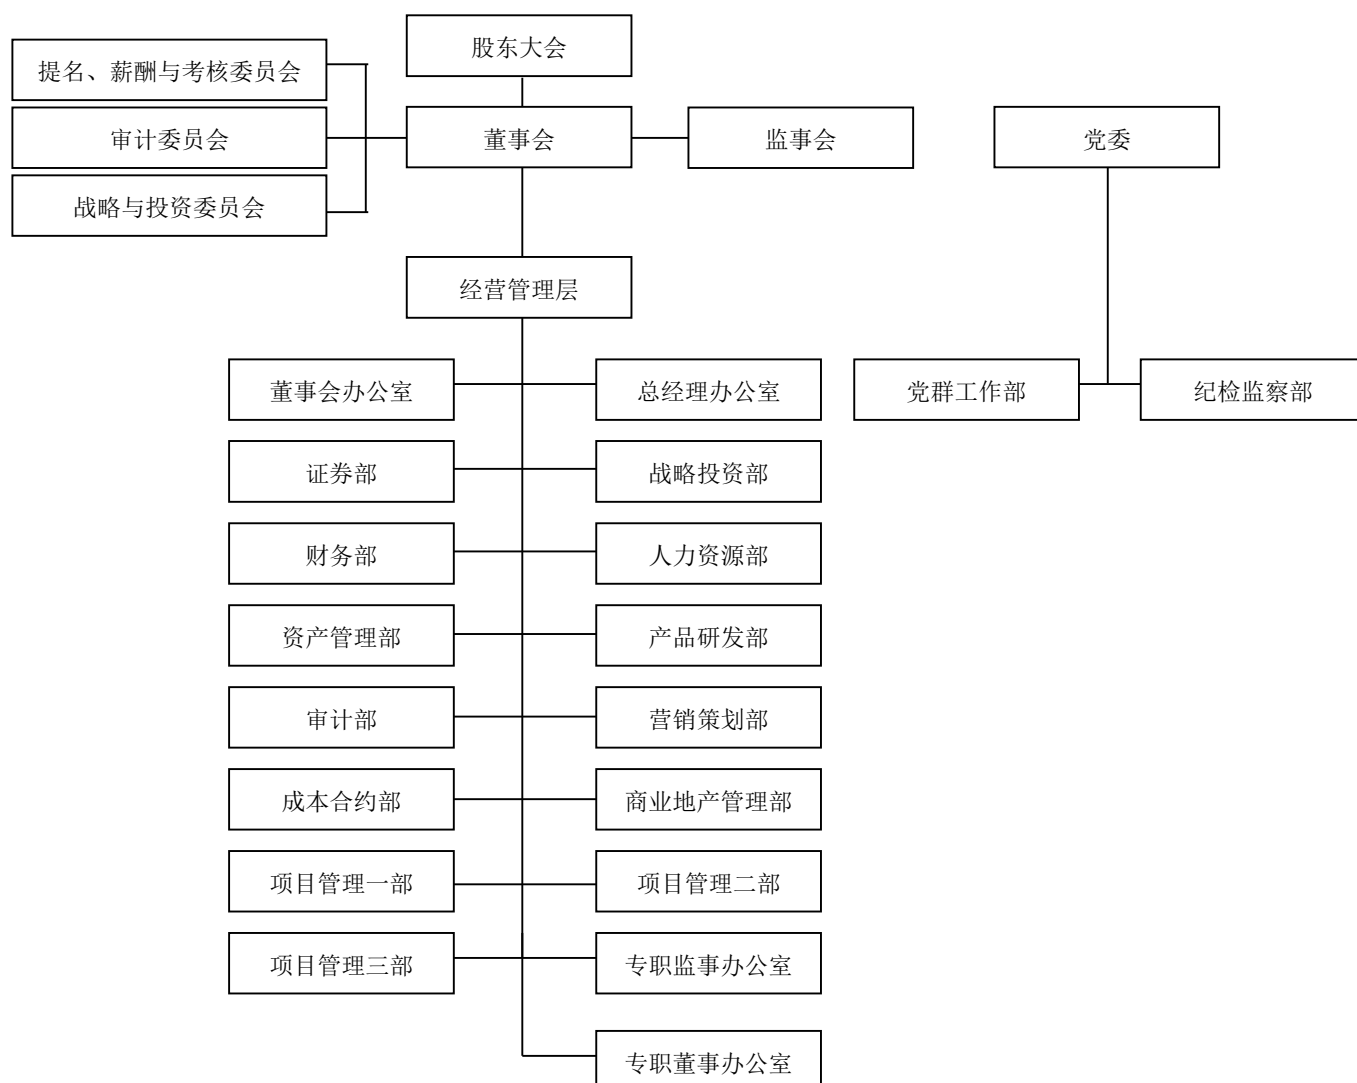 股东大会
提名、薪酬与考核委员会
审计委员会
董事会
监事会
党委
战略与投资委员会
经营管理层
董事会办公室
总经理办公室
党群工作部
纪检监察部
证券部
战略投资部
财务部
人力资源部
资产管理部
产品研发部
审计部
营销策划部
成本合约部
商业地产管理部
项目管理一部
项目管理二部
项目管理三部
专职监事办公室
专职董事办公室